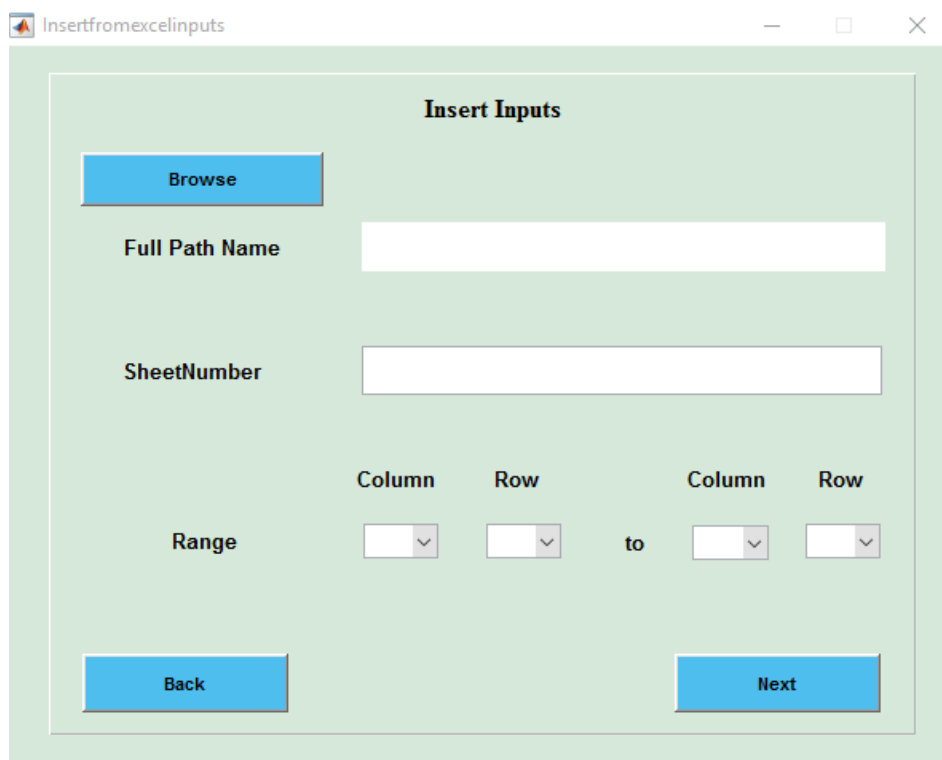 Insertfromexcelinputs
Insert Inputs
Browse
Full Path Name
SheetNumber
Column Row Column Row
Range to
Back Next